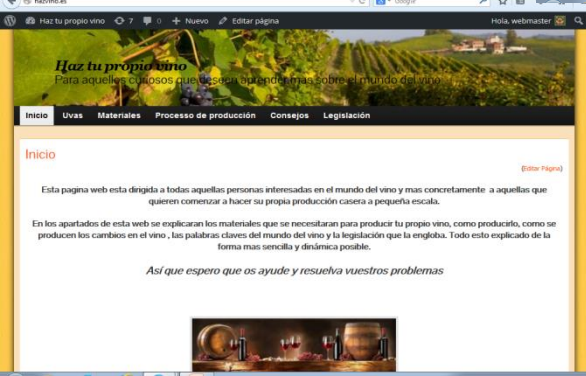 hazvino.es
Google
Haz tu propio vino 7 0 + Nuevo Editar página Hola, webmaster
Haz tu propio vino
Para aquellos curiosos que deseen aprender mas sobre el mundo del vino
Inicio Uvas Materiales Processo de producción Consejos Legislación
Inicio
(Editar Página)
Esta pagina web esta dirigida a todas aquellas personas interesadas en el mundo del vino y mas concretamente a aquellas que
quieren comenzar a hacer su propia producción casera a pequeña escala.
En los apartados de esta web se explicaran los materiales que se necesitaran para producir tu propio vino, como producirlo, como se
producen los cambios en el vino , las palabras claves del mundo del vino y la legislación que la engloba. Todo esto explicado de la
forma mas sencilla y dinámica posible.
Así que espero que os ayude y resuelva vuestros problemas